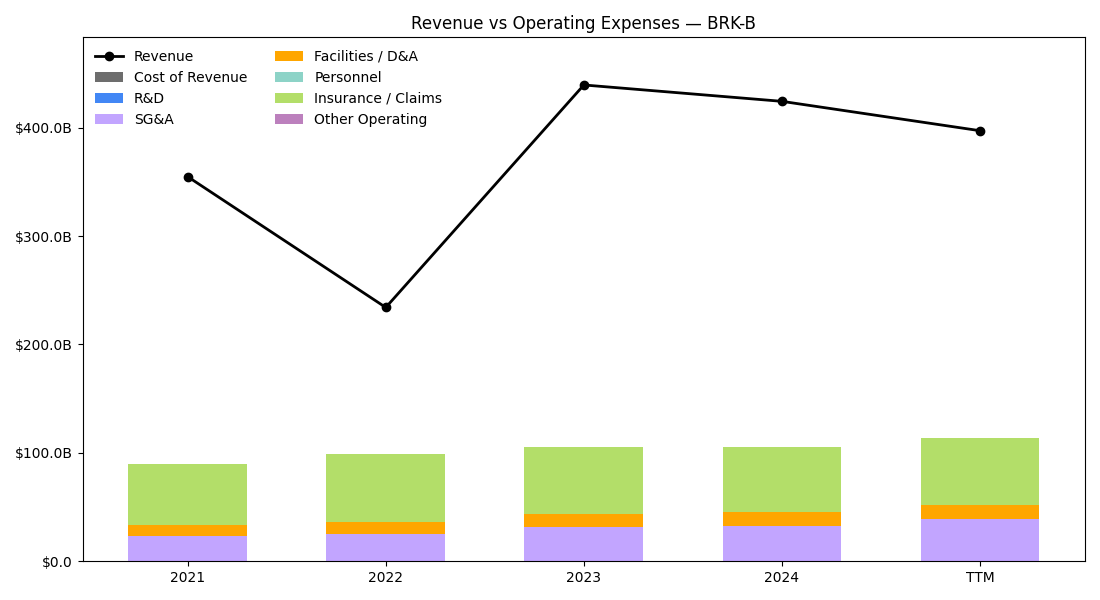 Revenue vs Operating Expenses — BRK-B
Revenue
Cost of Revenue
R&D
SG&A
Facilities / D&A
Personnel
Insurance / Claims
Other Operating
$400.0B
$300.0B
$200.0B
$100.0B
$0.0
2021 2022 2023 2024 TTM